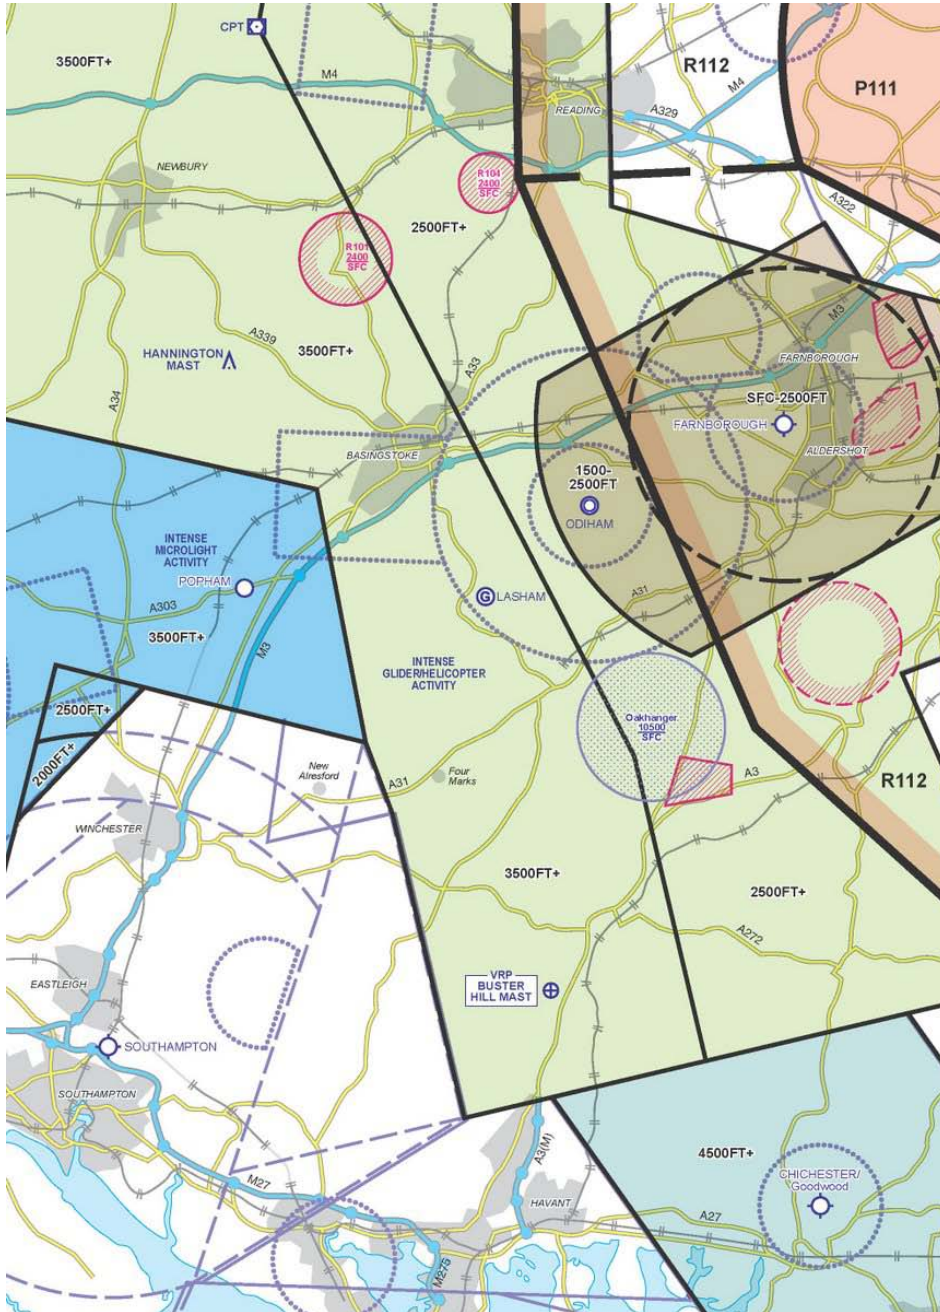 CPT
3500FT+
M4
R112
M4
P111
READING
A329
NEWBURY
R104
2400
SFC
A322
2500FT+
R101
2400
SFC
M3
A339
3500FT+
HANNINGTON
MAST
A33
FARNBOROUGH
A34
SFC-2500FT
FARNBOROUGH
BASINGSTOKE
ALDERSHOT
1500-
2500FT
ODIHAM
INTENSE
MICROLIGHT
ACTIVITY
POPHAM
LASHAM
G
A31
A303
3500FT+
M3
INTENSE
GLIDER/HELICOPTER
ACTIVITY
2500FT+
Oakhanger
10500
SFC
2000FT+
New
Alresford
A31
Four
Marks
A3
R112
WINCHESTER
3500FT+
2500FT+
A272
EASTLEIGH
VRP
BUSTER
HILL MAST
SOUTHAMPTON
SOUTHAMPTON
A3(M)
4500FT+
CHICHESTER/
Goodwood
M27
HAVANT
A27
M275